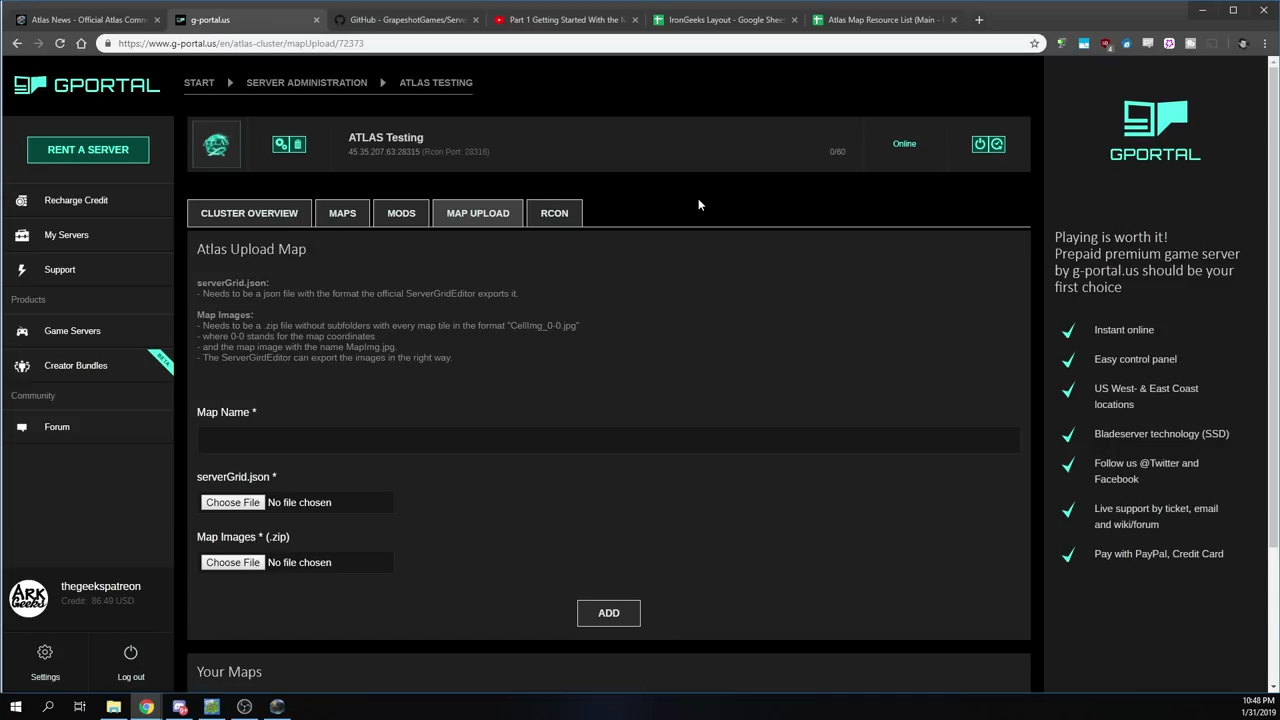 Atlas News - Official Atlas Comm
g-portal.us
GitHub - GrapeshotGames/Serve
Part 1 Getting Started With the M
IronGeeks Layout - Google Shee
Atlas Map Resource List (Main -
https://www.g-portal.us/en/atlas-cluster/mapUpload/72373
GPORTAL
START
SERVER ADMINISTRATION
ATLAS TESTING
RENT A SERVER
ATLAS Testing
45.35.207.63:28315 (Rcon Port: 28316)
0/60
Online
GPORTAL
Recharge Credit
My Servers
Support
Products
Game Servers
Creator Bundles
BETA
Community
Forum
CLUSTER OVERVIEW
MAPS
MODS
MAP UPLOAD
RCON
Atlas Upload Map
serverGrid.json:
- Needs to be a json file with the format the official ServerGridEditor exports it.
Map Images:
- Needs to be a .zip file without subfolders with every map tile in the format "CellImg_0-0.jpg"
- where 0-0 stands for the map coordinates
- and the map image with the name MapImg.jpg.
- The ServerGirdEditor can export the images in the right way.
Map Name *
serverGrid.json *
Choose File No file chosen
Map Images * (.zip)
Choose File No file chosen
ADD
Your Maps
Playing is worth it!
Prepaid premium game server
by g-portal.us should be your
first choice
Instant online
Easy control panel
US West- & East Coast
locations
Bladeserver technology (SSD)
Follow us @Twitter and
Facebook
Live support by ticket, email
and wiki/forum
Pay with PayPal, Credit Card
ARK
Geeks
thegeekspatreon
Credit: 86.49 USD
Settings
Log out
10:48 PM
1/31/2019